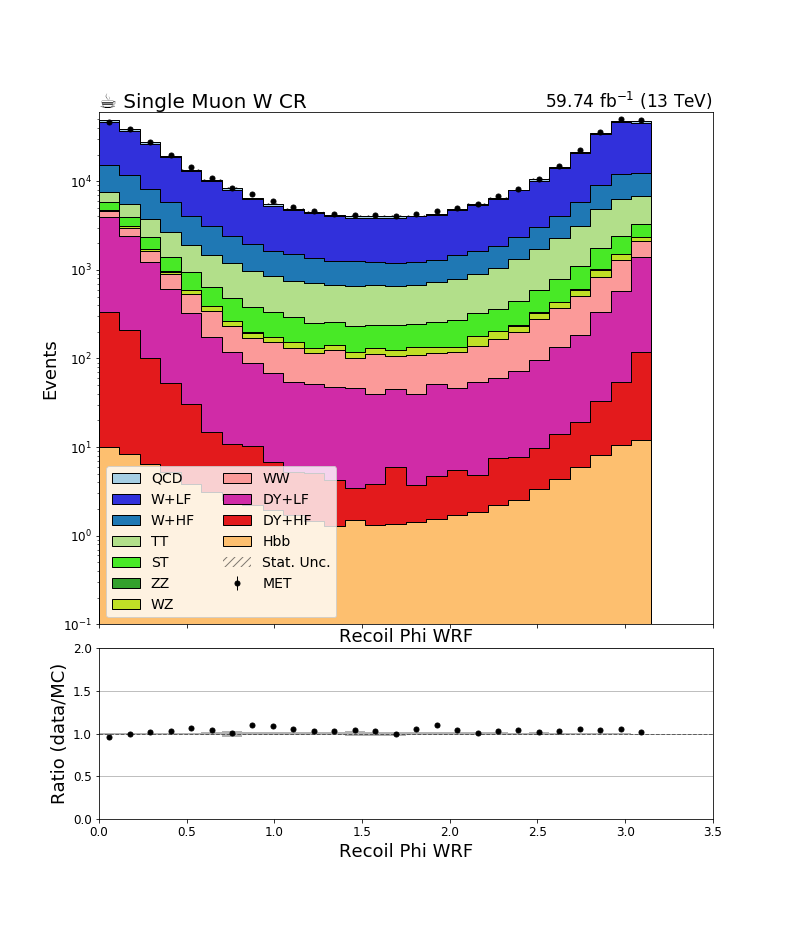 ☕ Single Muon W CR
59.74 fb⁻¹ (13 TeV)
Events
10⁴
10³
10²
10¹
10⁰
10⁻¹
QCD
W+LF
W+HF
TT
ST
ZZ
WZ
WW
DY+LF
DY+HF
Hbb
Stat. Unc.
MET
Recoil Phi WRF
Ratio (data/MC)
2.0
1.5
1.0
0.5
0.0
0.0 0.5 1.0 1.5 2.0 2.5 3.0 3.5
Recoil Phi WRF